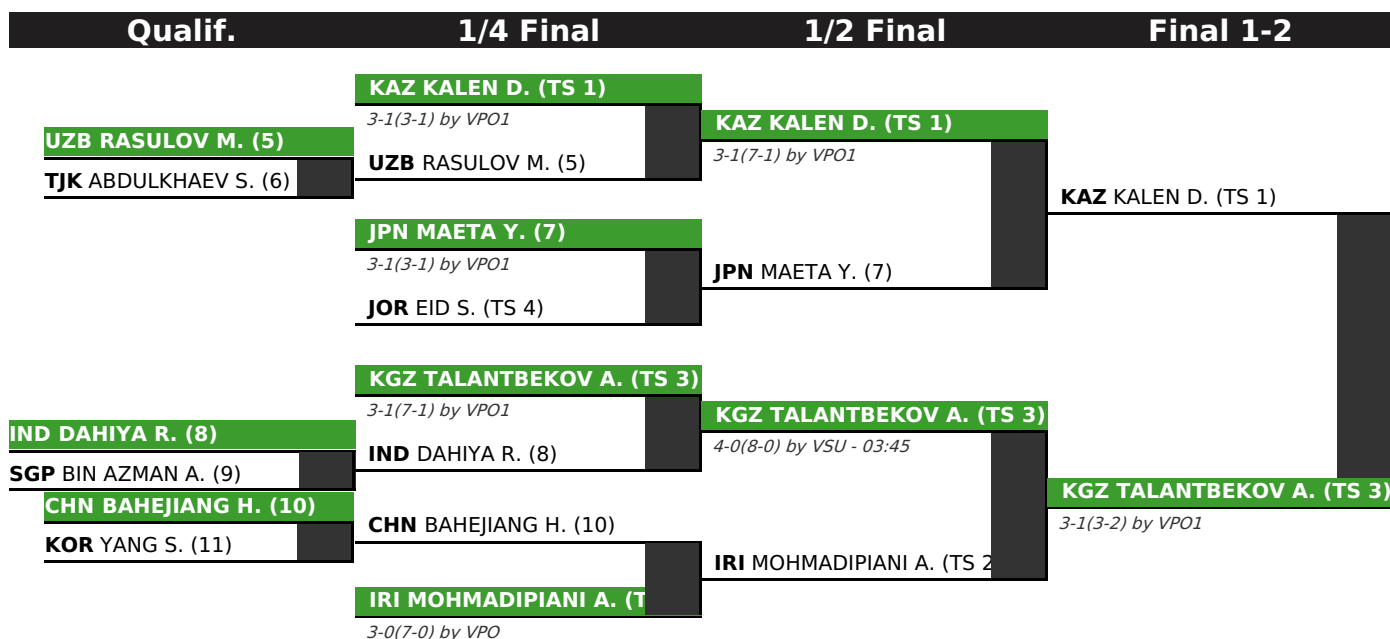 Qualif.
1/4 Final
1/2 Final
Final 1-2
UZB RASULOV M. (5)
TJK ABDULKHAEV S. (6)
IND DAHIYA R. (8)
SGP BIN AZMAN A. (9)
CHN BAHEJIANG H. (10)
KOR YANG S. (11)
KAZ KALEN D. (TS 1)
3-1(3-1) by VPO1
UZB RASULOV M. (5)
JPN MAETA Y. (7)
3-1(3-1) by VPO1
JOR EID S. (TS 4)
KGZ TALANTBEKOV A. (TS 3)
3-1(7-1) by VPO1
IND DAHIYA R. (8)
CHN BAHEJIANG H. (10)
IRI MOHMADIPIANI A. (T
3-0(7-0) by VPO
KAZ KALEN D. (TS 1)
3-1(7-1) by VPO1
JPN MAETA Y. (7)
KGZ TALANTBEKOV A. (TS 3)
4-0(8-0) by VSU - 03:45
IRI MOHMADIPIANI A. (TS 2
KAZ KALEN D. (TS 1)
KGZ TALANTBEKOV A. (TS 3)
3-1(3-2) by VPO1